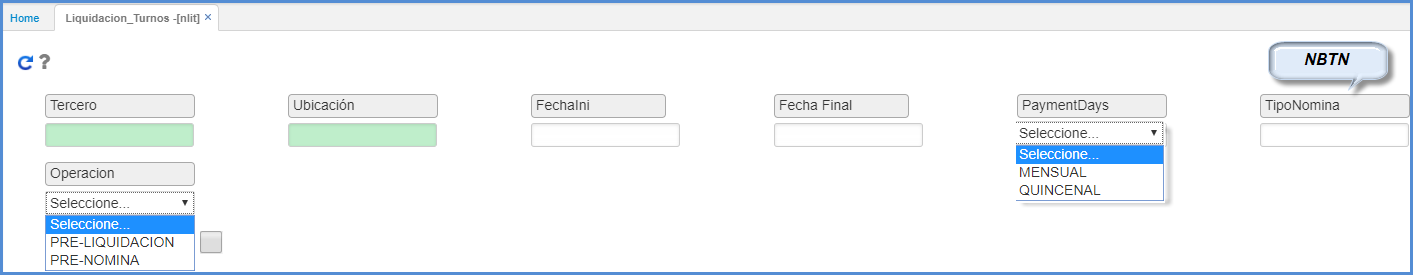 Home
Liquidacion_Turnos -[nlit] ×
?
NBTN
Tercero
Ubicación
FechaIni
Fecha Final
PaymentDays
TipoNomina
Seleccione...
Seleccione...
MENSUAL
QUINCENAL
Operacion
Seleccione...
Seleccione...
PRE-LIQUIDACION
PRE-NOMINA